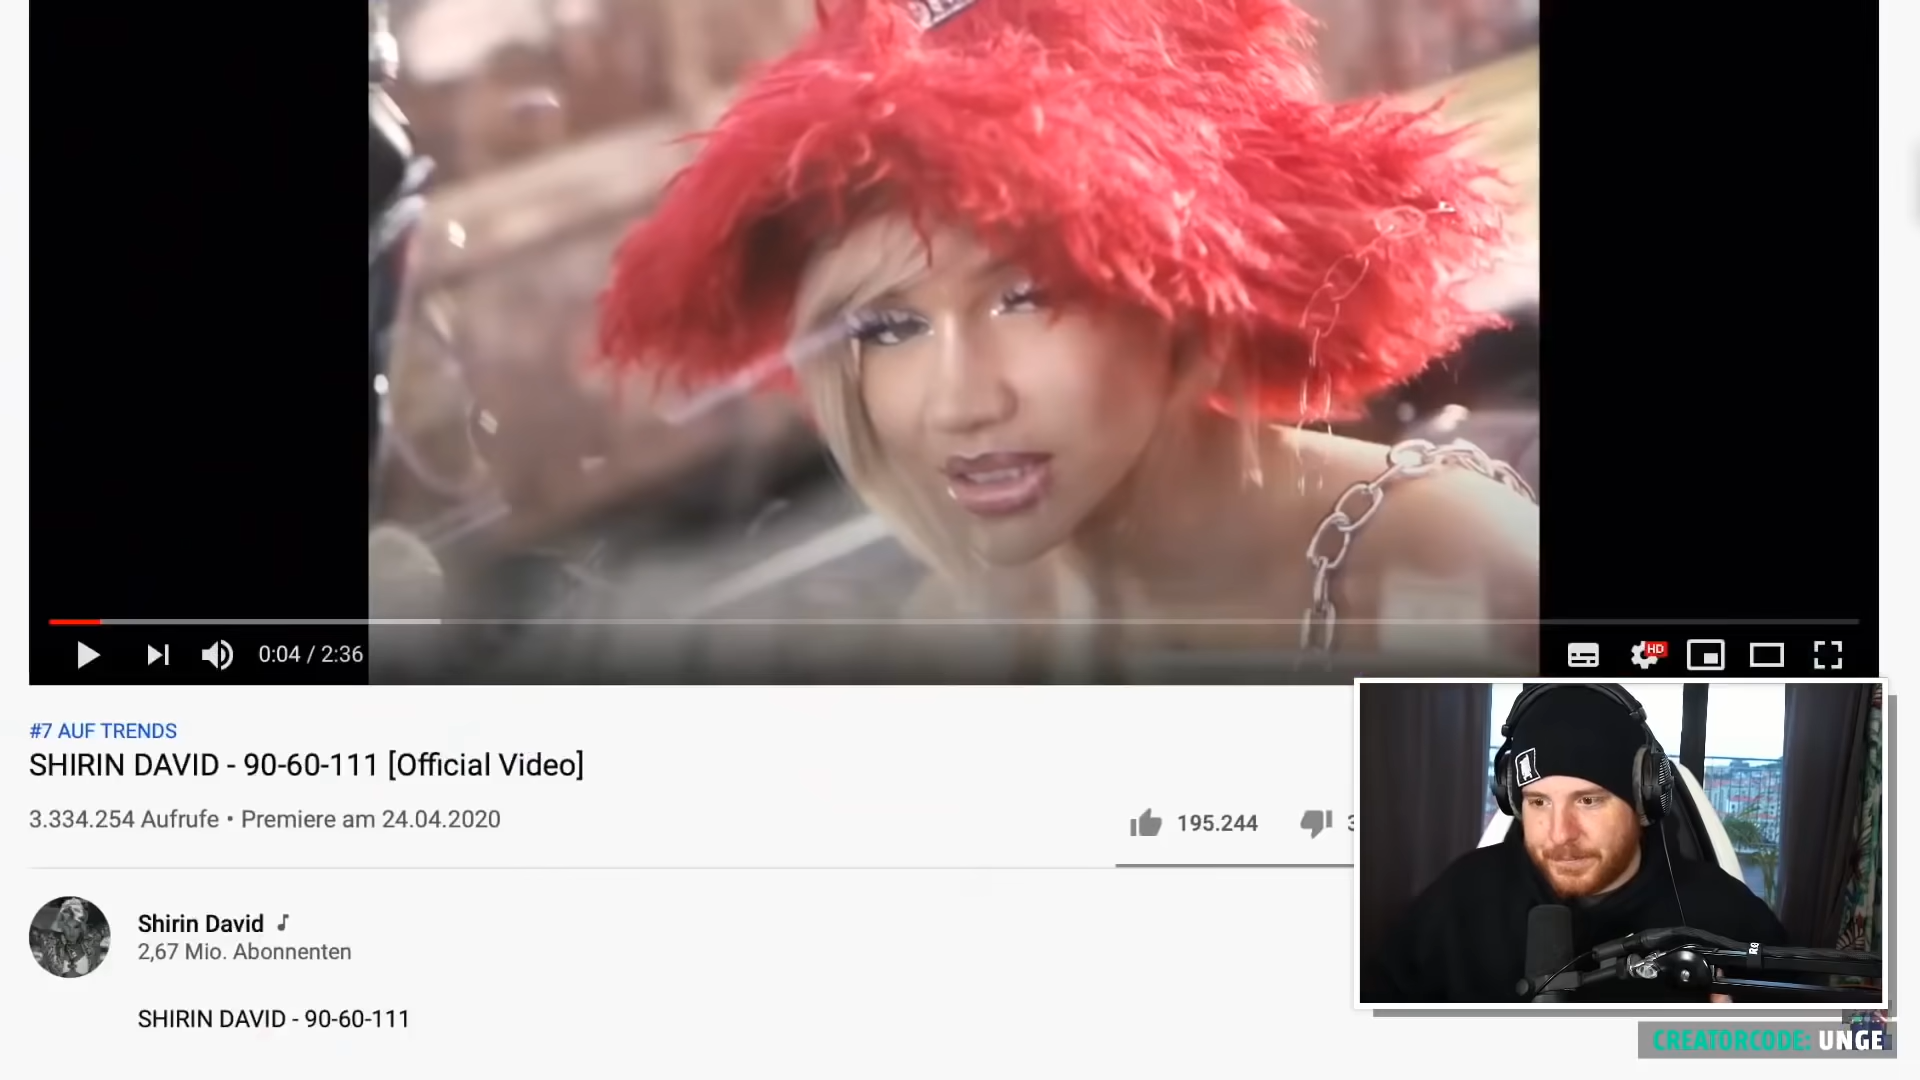 0:04 / 2:36
HD
#7 AUF TRENDS
SHIRIN DAVID - 90-60-111 [Official Video]
3.334.254 Aufrufe • Premiere am 24.04.2020
195.244
3
Shirin David
2,67 Mio. Abonnenten
SHIRIN DAVID - 90-60-111
CREATORCODE: UNGE